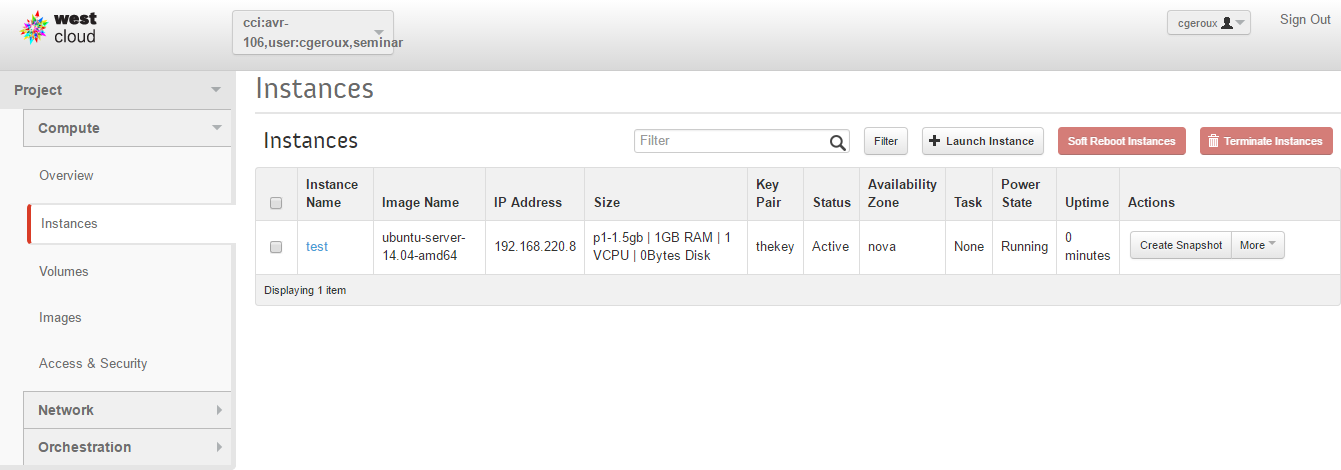 west
cloud
cci:avr-
106,user:cgeroux,seminar
cgeroux
Sign Out
Project
Compute
Overview
Instances
Volumes
Images
Access & Security
Network
Orchestration
Instances
Instances
Filter
Filter
Launch Instance
Soft Reboot Instances
Terminate Instances
Instance
Name
Image Name
IP Address
Size
Key
Pair
Status
Availability
Zone
Task
Power
State
Uptime
Actions
test
ubuntu-server-
14.04-amd64
192.168.220.8
p1-1.5gb | 1GB RAM | 1
VCPU | 0Bytes Disk
thekey
Active
nova
None
Running
0
minutes
Create Snapshot
More
Displaying 1 item